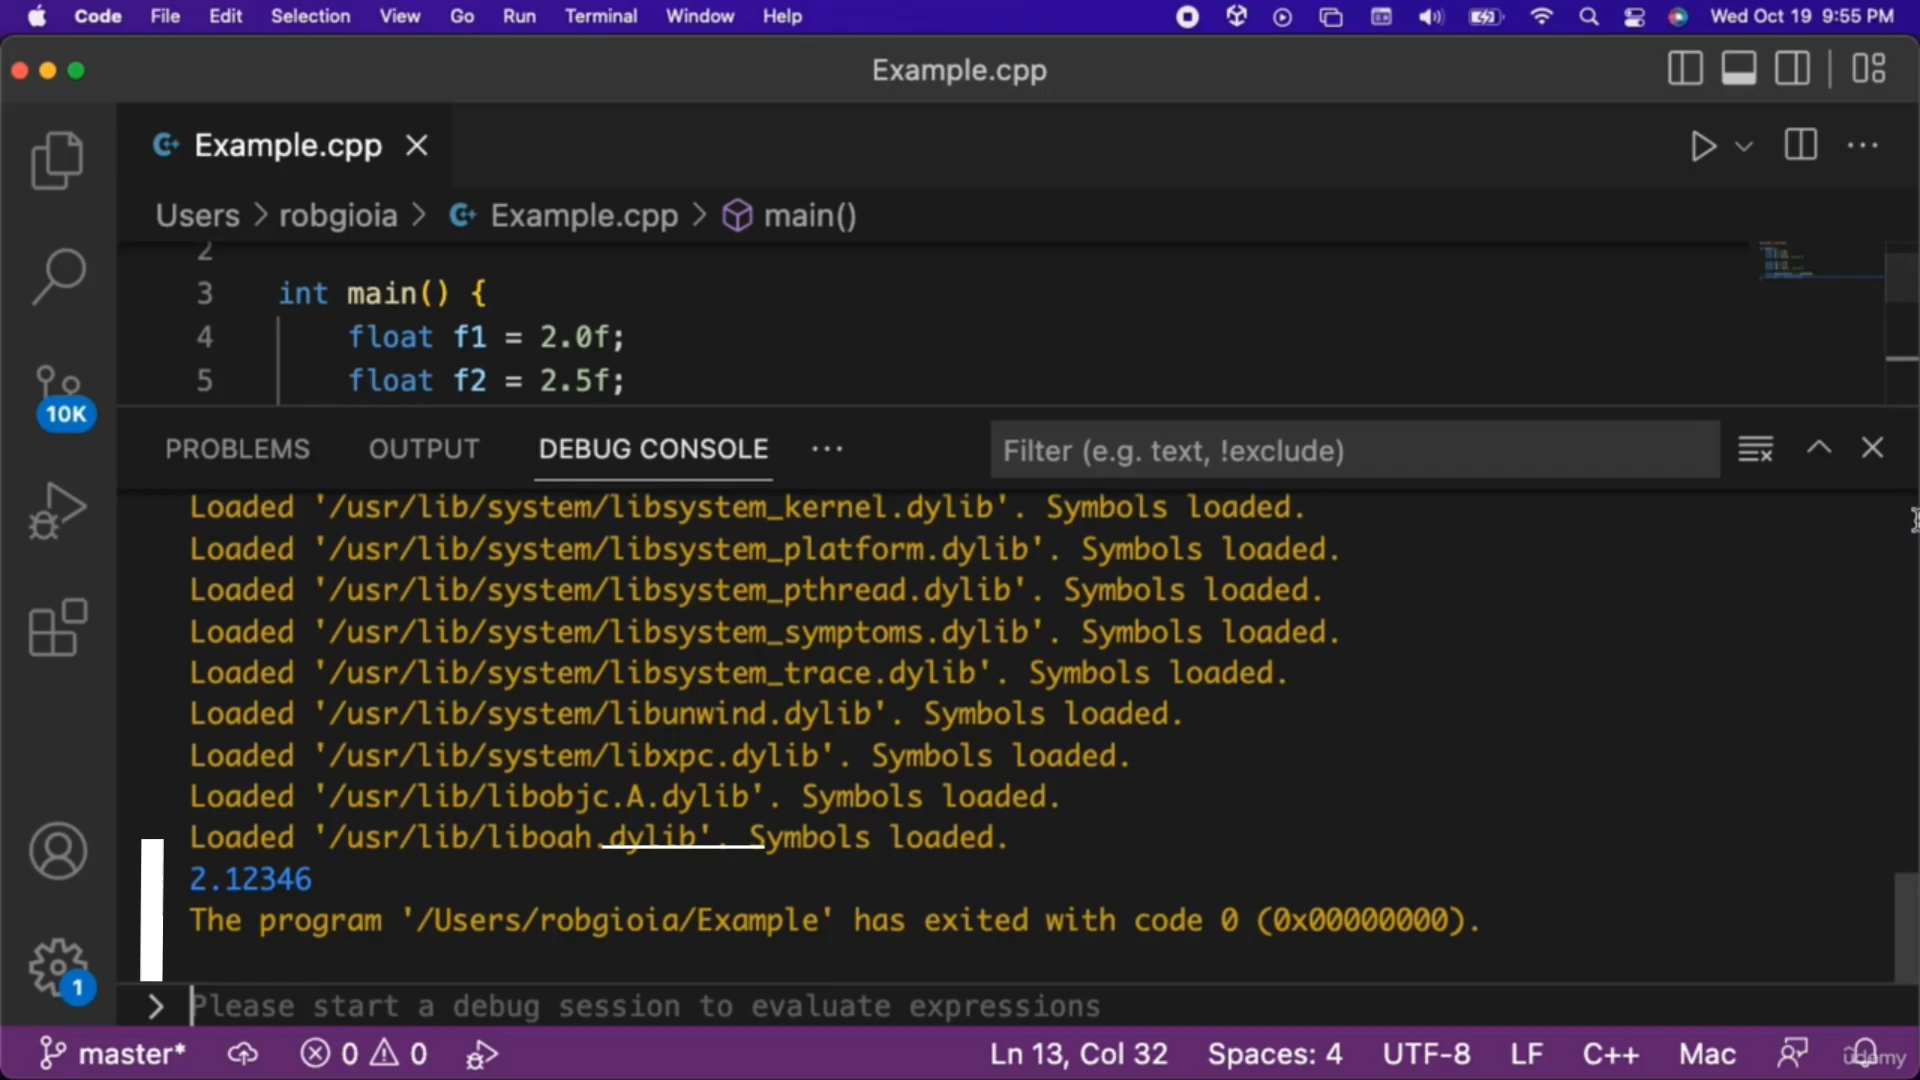 Code File Edit Selection View Go Run Terminal Window Help Wed Oct 19 9:55 PM
Example.cpp
Example.cpp
Users > robgioia > Example.cpp > main()
2
3 int main() {
4 float f1 = 2.0f;
5 float f2 = 2.5f;
10K
PROBLEMS OUTPUT DEBUG CONSOLE ... Filter (e.g. text, !exclude)
Loaded '/usr/lib/system/libsystem_kernel.dylib'. Symbols loaded.
Loaded '/usr/lib/system/libsystem_platform.dylib'. Symbols loaded.
Loaded '/usr/lib/system/libsystem_pthread.dylib'. Symbols loaded.
Loaded '/usr/lib/system/libsystem_symptoms.dylib'. Symbols loaded.
Loaded '/usr/lib/system/libsystem_trace.dylib'. Symbols loaded.
Loaded '/usr/lib/system/libunwind.dylib'. Symbols loaded.
Loaded '/usr/lib/system/libxpc.dylib'. Symbols loaded.
Loaded '/usr/lib/libobjc.A.dylib'. Symbols loaded.
Loaded '/usr/lib/liboah.dylib'. Symbols loaded.
2.12346
The program '/Users/robgioia/Example' has exited with code 0 (0x00000000).
1
> Please start a debug session to evaluate expressions
master* 0 0 Ln 13, Col 32 Spaces: 4 UTF-8 LF C++ Mac
udemy